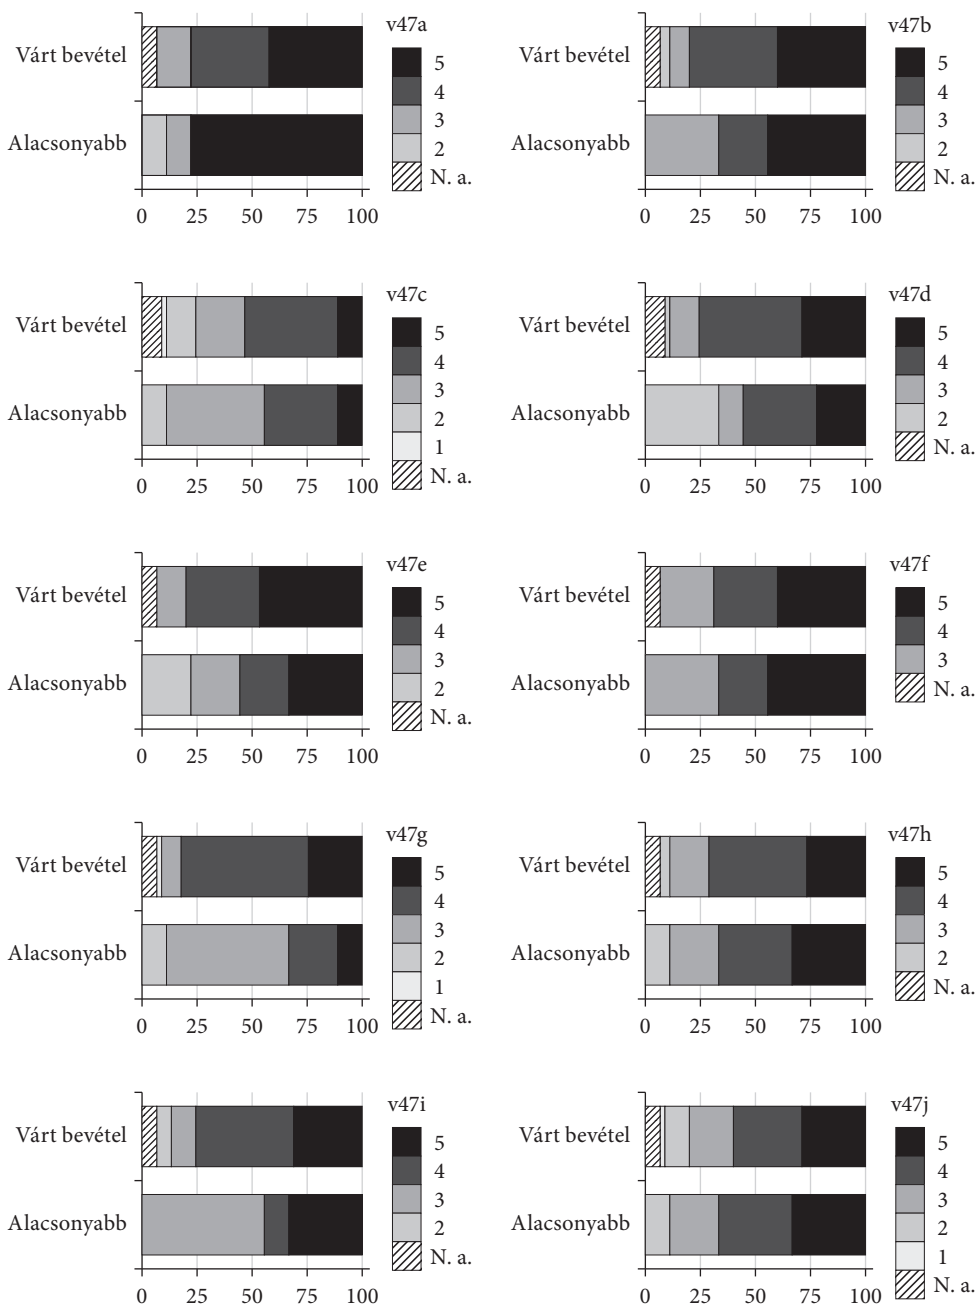 v47a
Várt bevétel
Alacsonyabb
5
4
3
2
N. a.
0 25 50 75 100
v47b
Várt bevétel
Alacsonyabb
5
4
3
2
N. a.
0 25 50 75 100
v47c
Várt bevétel
Alacsonyabb
5
4
3
2
1
N. a.
0 25 50 75 100
v47d
Várt bevétel
Alacsonyabb
5
4
3
2
N. a.
0 25 50 75 100
v47e
Várt bevétel
Alacsonyabb
5
4
3
2
N. a.
0 25 50 75 100
v47f
Várt bevétel
Alacsonyabb
5
4
3
N. a.
0 25 50 75 100
v47g
Várt bevétel
Alacsonyabb
5
4
3
2
1
N. a.
0 25 50 75 100
v47h
Várt bevétel
Alacsonyabb
5
4
3
2
N. a.
0 25 50 75 100
v47i
Várt bevétel
Alacsonyabb
5
4
3
2
N. a.
0 25 50 75 100
v47j
Várt bevétel
Alacsonyabb
5
4
3
2
1
N. a.
0 25 50 75 100